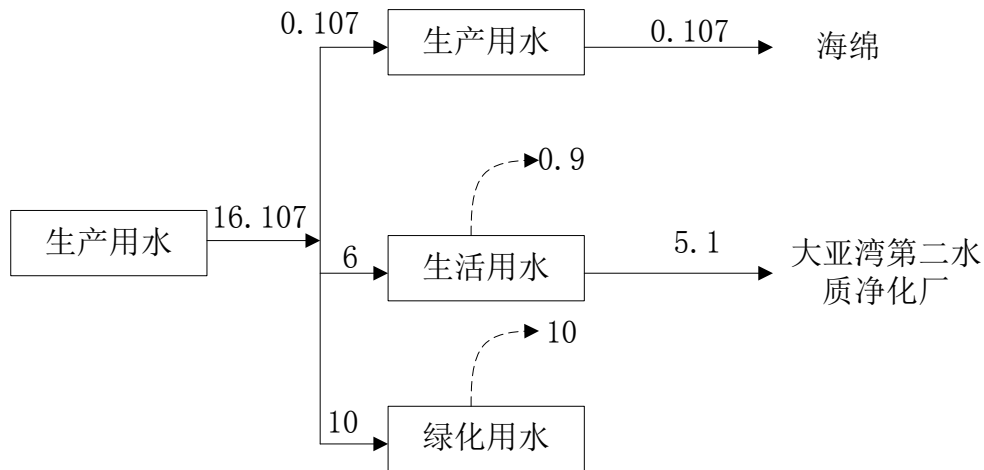 0.107
生产用水
0.107
海绵
0.9
生产用水
16.107
6
生活用水
5.1
大亚湾第二水
质净化厂
10
10
绿化用水